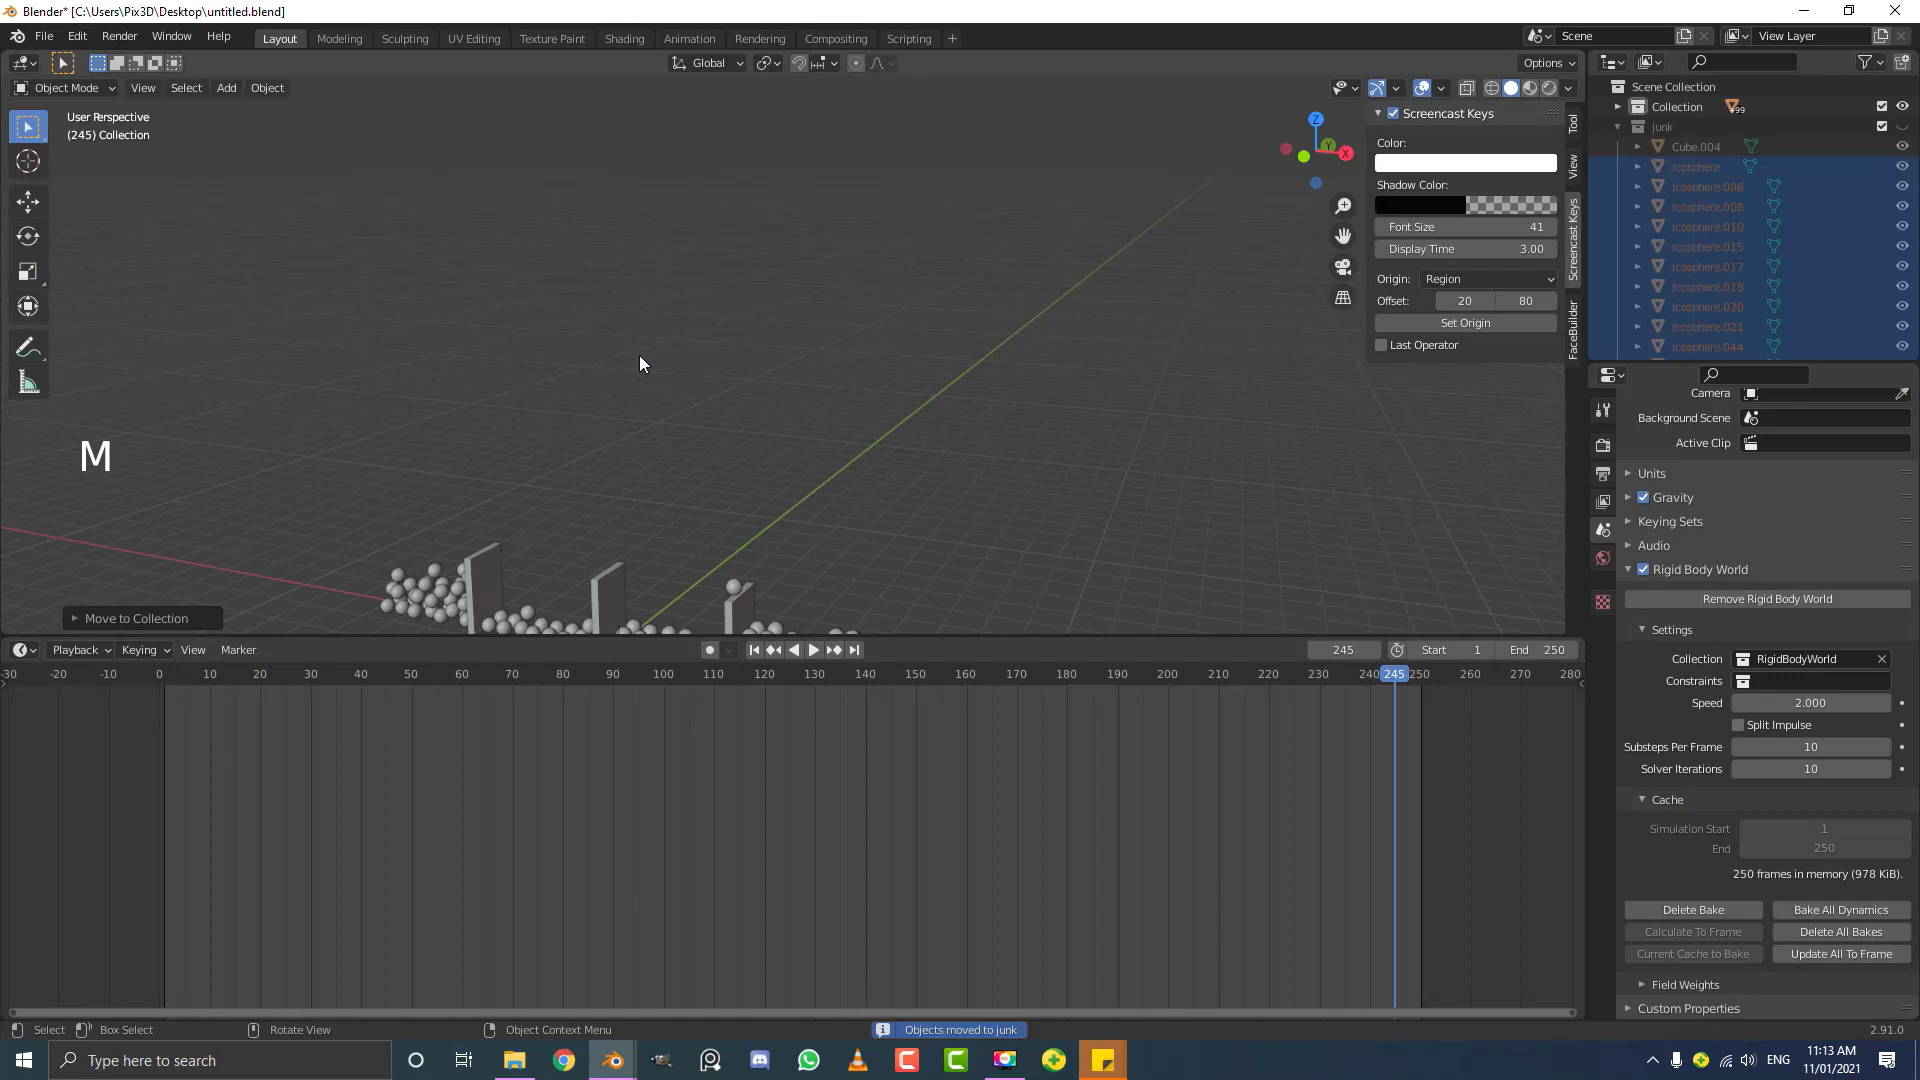 Blender* [C:\Users\Pix3D\Desktop\untitled.blend]
File Edit Render Window Help
Layout Modeling Sculpting UV Editing Texture Paint Shading Animation Rendering Compositing Scripting
Scene
View Layer
Global
Options
Object Mode View Select Add Object
User Perspective
(245) Collection
Z
Y
X
Screencast Keys
Color:
Shadow Color:
Font Size 41
Display Time 3.00
Origin: Region
Offset: 20 80
Set Origin
Last Operator
Tool
View
Screencast Keys
FaceBuilder
Scene Collection
Collection 99
junk
Cube.004
Icosphere
Icosphere.006
Icosphere.008
Icosphere.010
Icosphere.015
Icosphere.017
Icosphere.018
Icosphere.020
Icosphere.021
Icosphere.044
M
Move to Collection
Camera
Background Scene
Active Clip
Units
Gravity
Keying Sets
Audio
Rigid Body World
Remove Rigid Body World
Settings
Collection RigidBodyWorld
Constraints
Speed 2.000
Split Impulse
Substeps Per Frame 10
Solver Iterations 10
Cache
Simulation Start 1
End 250
250 frames in memory (978 KiB).
Delete Bake Bake All Dynamics
Calculate To Frame Delete All Bakes
Current Cache to Bake Update All To Frame
Field Weights
Custom Properties
Playback Keying View Marker
245 Start 1 End 250
-30 -20 -10 0 10 20 30 40 50 60 70 80 90 100 110 120 130 140 150 160 170 180 190 200 210 220 230 240 245 250 260 270 280
Select Box Select Rotate View Object Context Menu Objects moved to junk 2.91.0
Type here to search
ENG
11:13 AM
11/01/2021